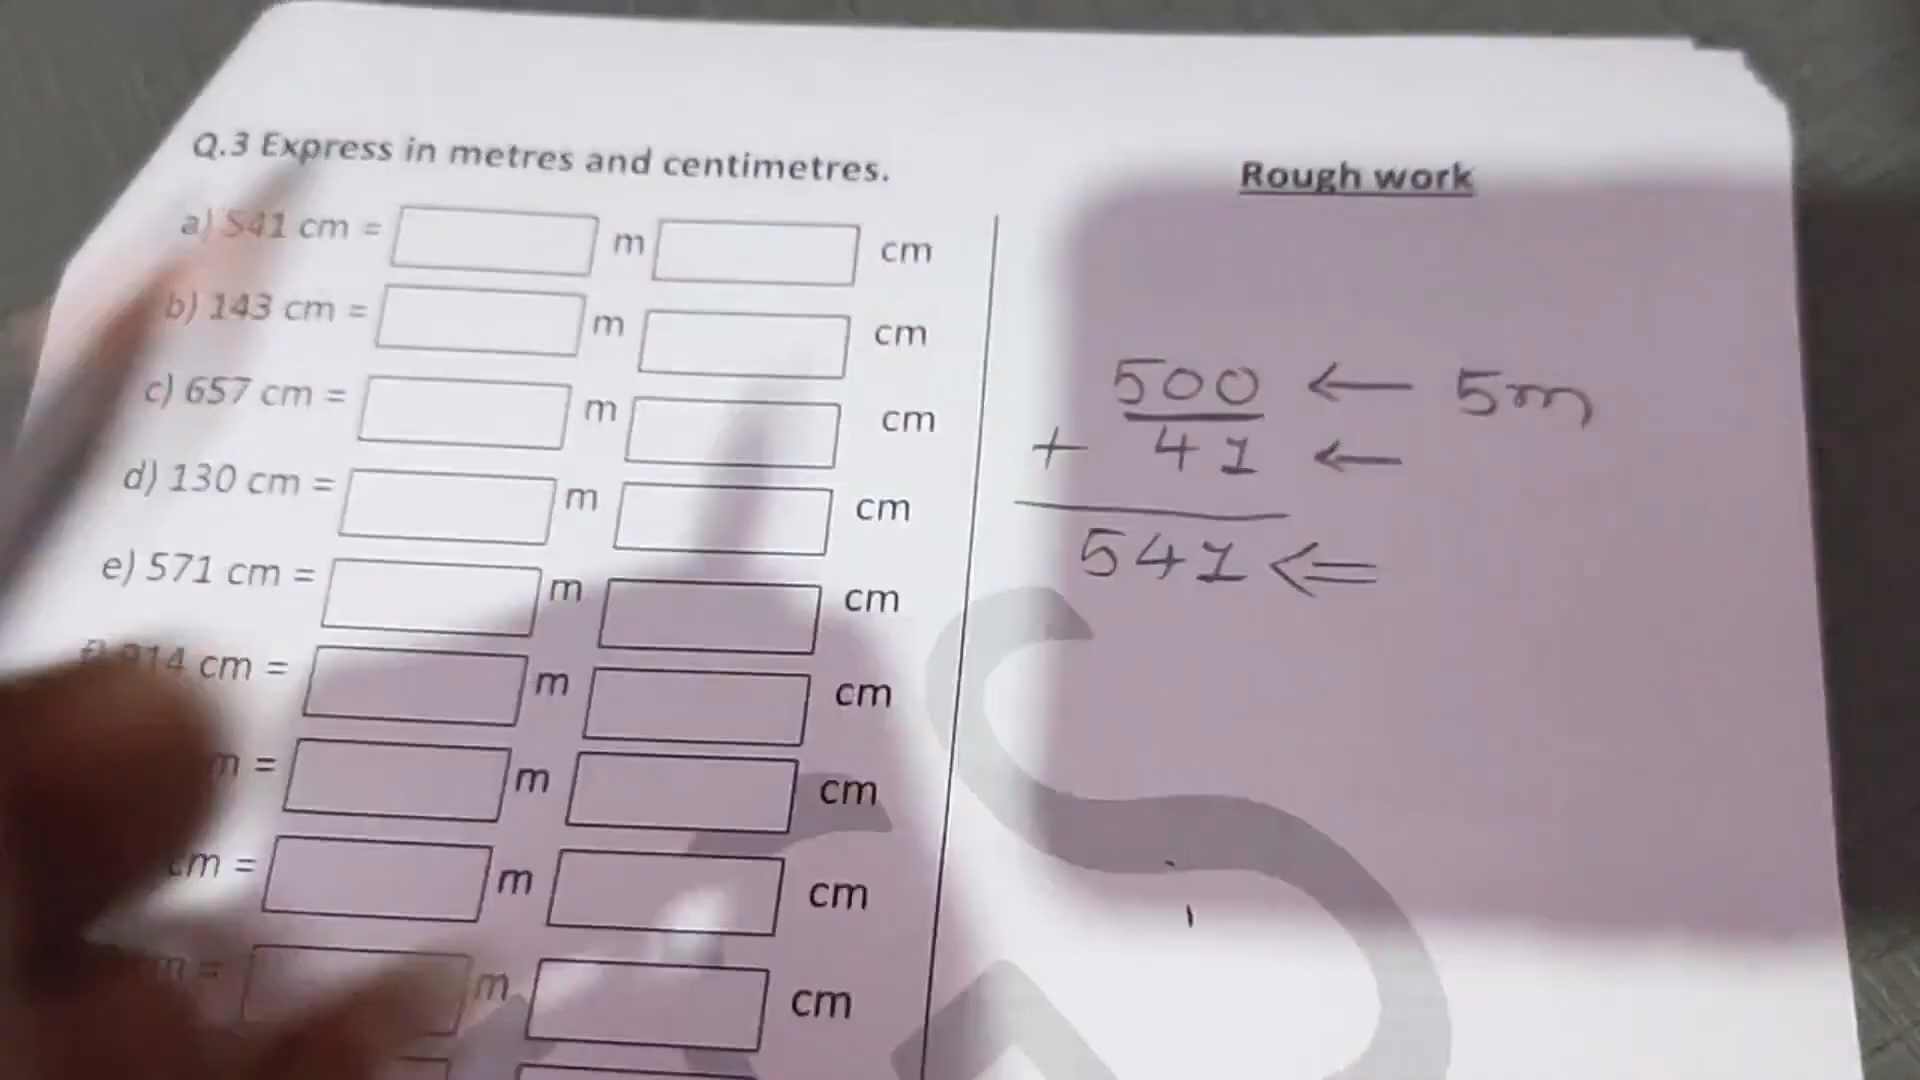 Q.3 Express in metres and centimetres.
a) 541 cm = m cm
b) 143 cm = m cm
c) 657 cm = m cm
d) 130 cm = m cm
e) 571 cm = m cm
914 cm = m cm
m = m cm
cm = m cm
m = m cm
Rough work
500 ← 5m
+ 41 ←
541 ⇐